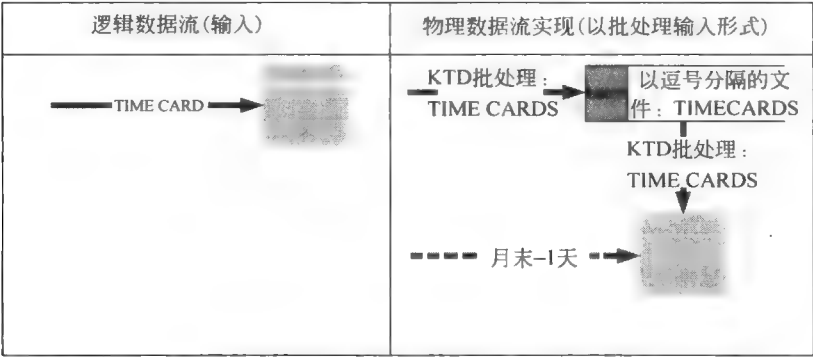 逻辑数据流(输入)
物理数据流实现(以批处理输入形式)
TIME CARD
KTD批处理：
TIME CARDS
以逗号分隔的文
件：TIMECARDS
KTD批处理：
TIME CARDS
月末–1天